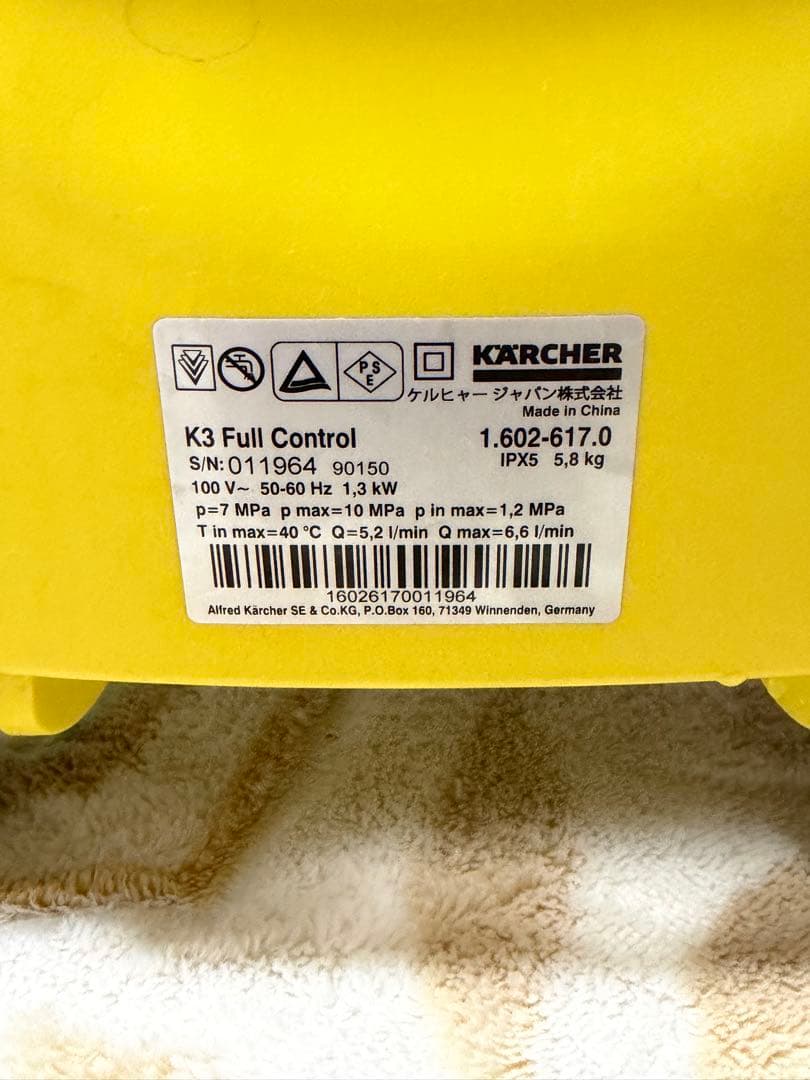 PSE
KÄRCHER
ケルヒャー ジャパン株式会社
Made in China
K3 Full Control 1.602-617.0
S/N: 011964 90150 IPX5 5,8 kg
100 V~ 50-60 Hz 1,3 kW
p=7 MPa p max=10 MPa p in max=1,2 MPa
T in max=40 °C Q=5,2 l/min Q max=6,6 l/min
16026170011964
Alfred Kärcher SE & Co.KG, P.O.Box 160, 71349 Winnenden, Germany